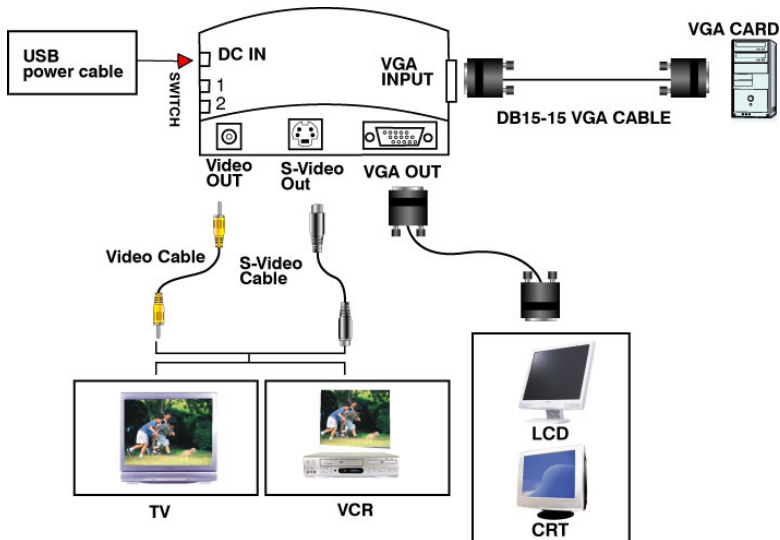 VGA CARD
USB
power cable
DC IN
SWITCH
1
2
VGA
INPUT
DB15-15 VGA CABLE
Video
OUT
S-Video
Out
VGA OUT
Video Cable
S-Video
Cable
TV
VCR
LCD
CRT